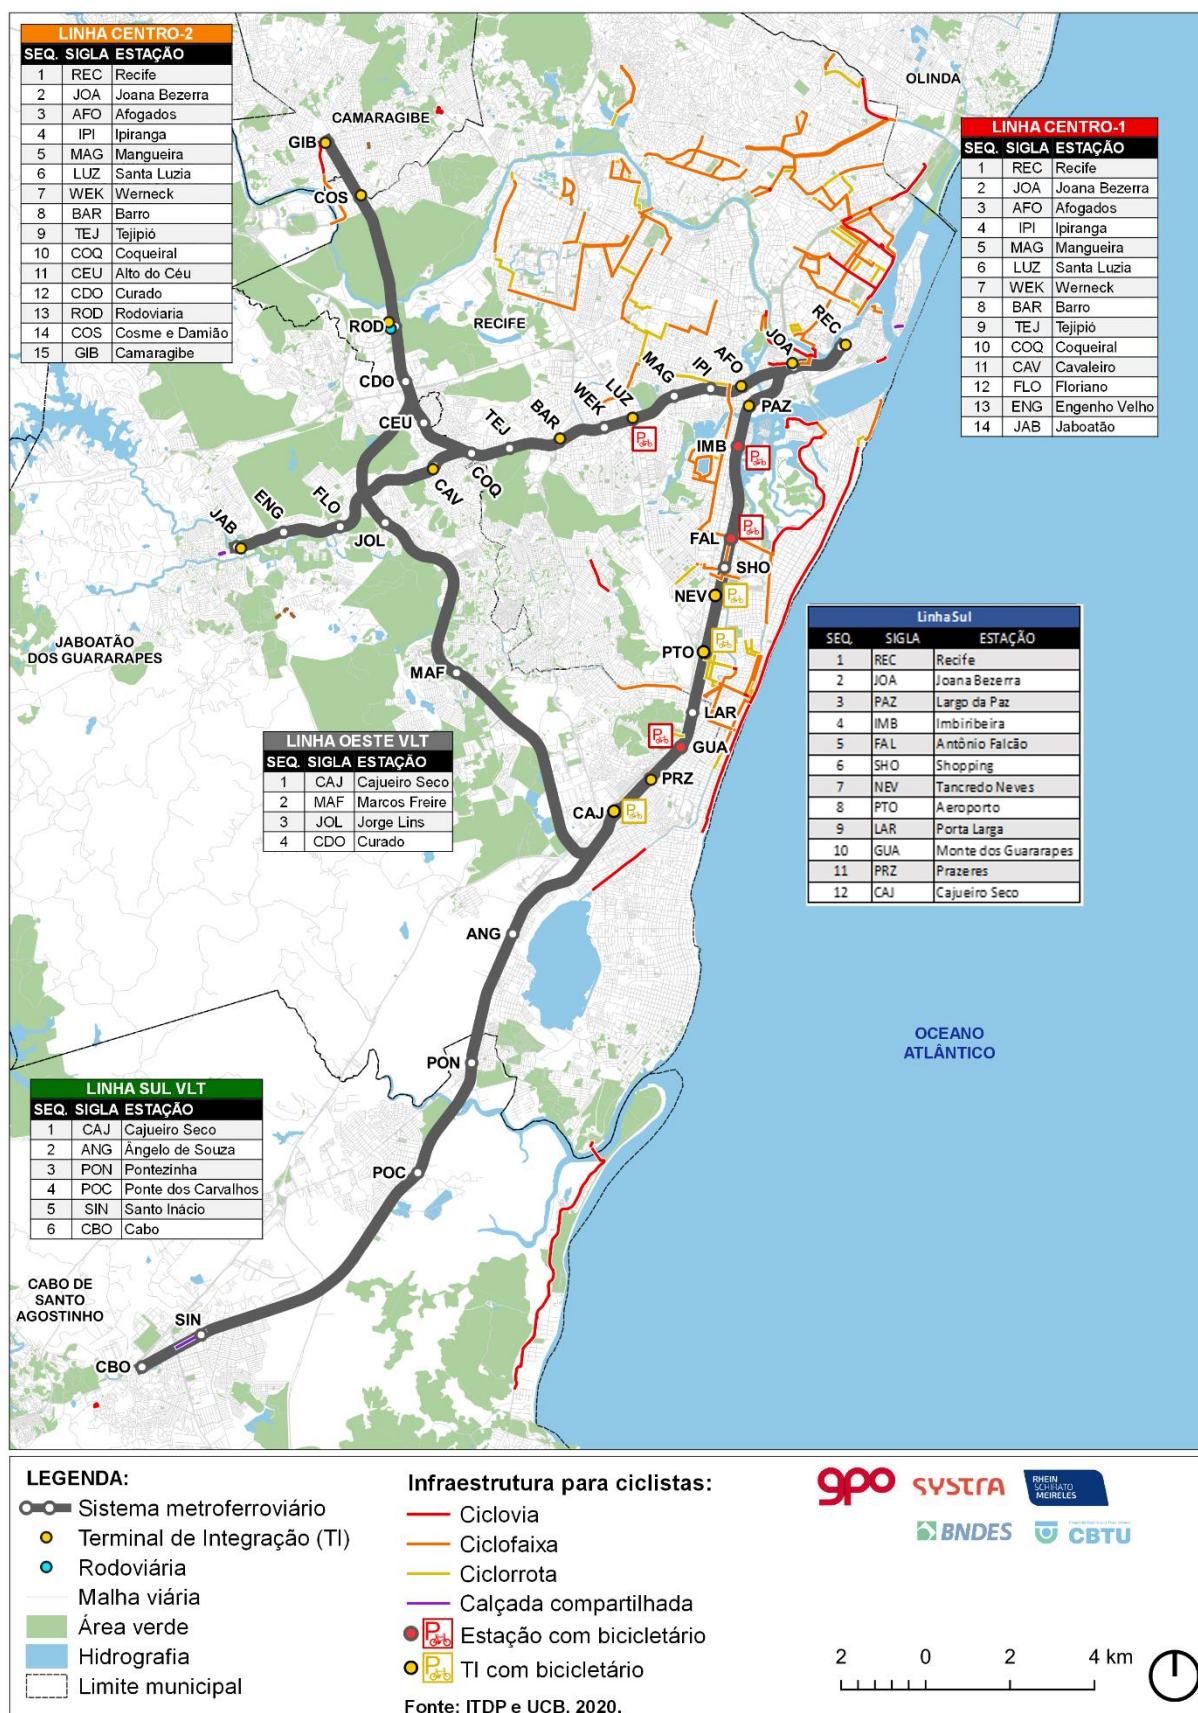 LINHA CENTRO-2
SEQ. SIGLA ESTAÇÃO
1 REC Recife
2 JOA Joana Bezerra
3 AFO Afogados
4 IPI Ipiranga
5 MAG Mangueira
6 LUZ Santa Luzia
7 WEK Werneck
8 BAR Barro
9 TEJ Tejipió
10 COQ Coqueiral
11 CEU Alto do Céu
12 CDO Curado
13 ROD Rodoviaria
14 COS Cosme e Damião
15 GIB Camaragibe
OLINDA
CAMARAGIBE
LINHA CENTRO-1
SEQ. SIGLA ESTAÇÃO
1 REC Recife
2 JOA Joana Bezerra
3 AFO Afogados
4 IPI Ipiranga
5 MAG Mangueira
6 LUZ Santa Luzia
7 WEK Werneck
8 BAR Barro
9 TEJ Tejipió
10 COQ Coqueiral
11 CAV Cavaleiro
12 FLO Floriano
13 ENG Engenho Velho
14 JAB Jaboatão
GIB
COS
ROD
RECIFE
REC
JOA
AFO
IPI
MAG
CDO
LUZ
WEK
BAR
TEJ
CEU
PAZ
IMB
COQ
CAV
FLO
ENG
JAB
JOL
FAL
SHO
NEV
JABOATÃO
DOS GUARARAPES
PTO
MAF
LAR
GUA
PRZ
CAJ
Linha Sul
SEQ. SIGLA ESTAÇÃO
1 REC Recife
2 JOA Joana Bezerra
3 PAZ Largo da Paz
4 IMB Imbiribeira
5 FAL Antônio Falcão
6 SHO Shopping
7 NEV Tancredo Neves
8 PTO Aeroporto
9 LAR Porta Larga
10 GUA Monte dos Guararapes
11 PRZ Prazeres
12 CAJ Cajueiro Seco
LINHA OESTE VLT
SEQ. SIGLA ESTAÇÃO
1 CAJ Cajueiro Seco
2 MAF Marcos Freire
3 JOL Jorge Lins
4 CDO Curado
ANG
OCEANO
ATLÂNTICO
PON
LINHA SUL VLT
SEQ. SIGLA ESTAÇÃO
1 CAJ Cajueiro Seco
2 ANG Ângelo de Souza
3 PON Pontezinha
4 POC Ponte dos Carvalhos
5 SIN Santo Inácio
6 CBO Cabo
POC
CABO DE
SANTO
AGOSTINHO
SIN
CBO
LEGENDA:
Sistema metroferroviário
Terminal de Integração (TI)
Rodoviária
Malha viária
Área verde
Hidrografia
Limite municipal
Infraestrutura para ciclistas:
Ciclovia
Ciclofaixa
Ciclorrota
Calçada compartilhada
P Estação com bicicletário
P TI com bicicletário
Fonte: ITDP e UCB. 2020.
gpo
SYSTRA
RHEIN
SCHIRATO
MEIRELES
BNDES
CBTU
2 0 2 4 km